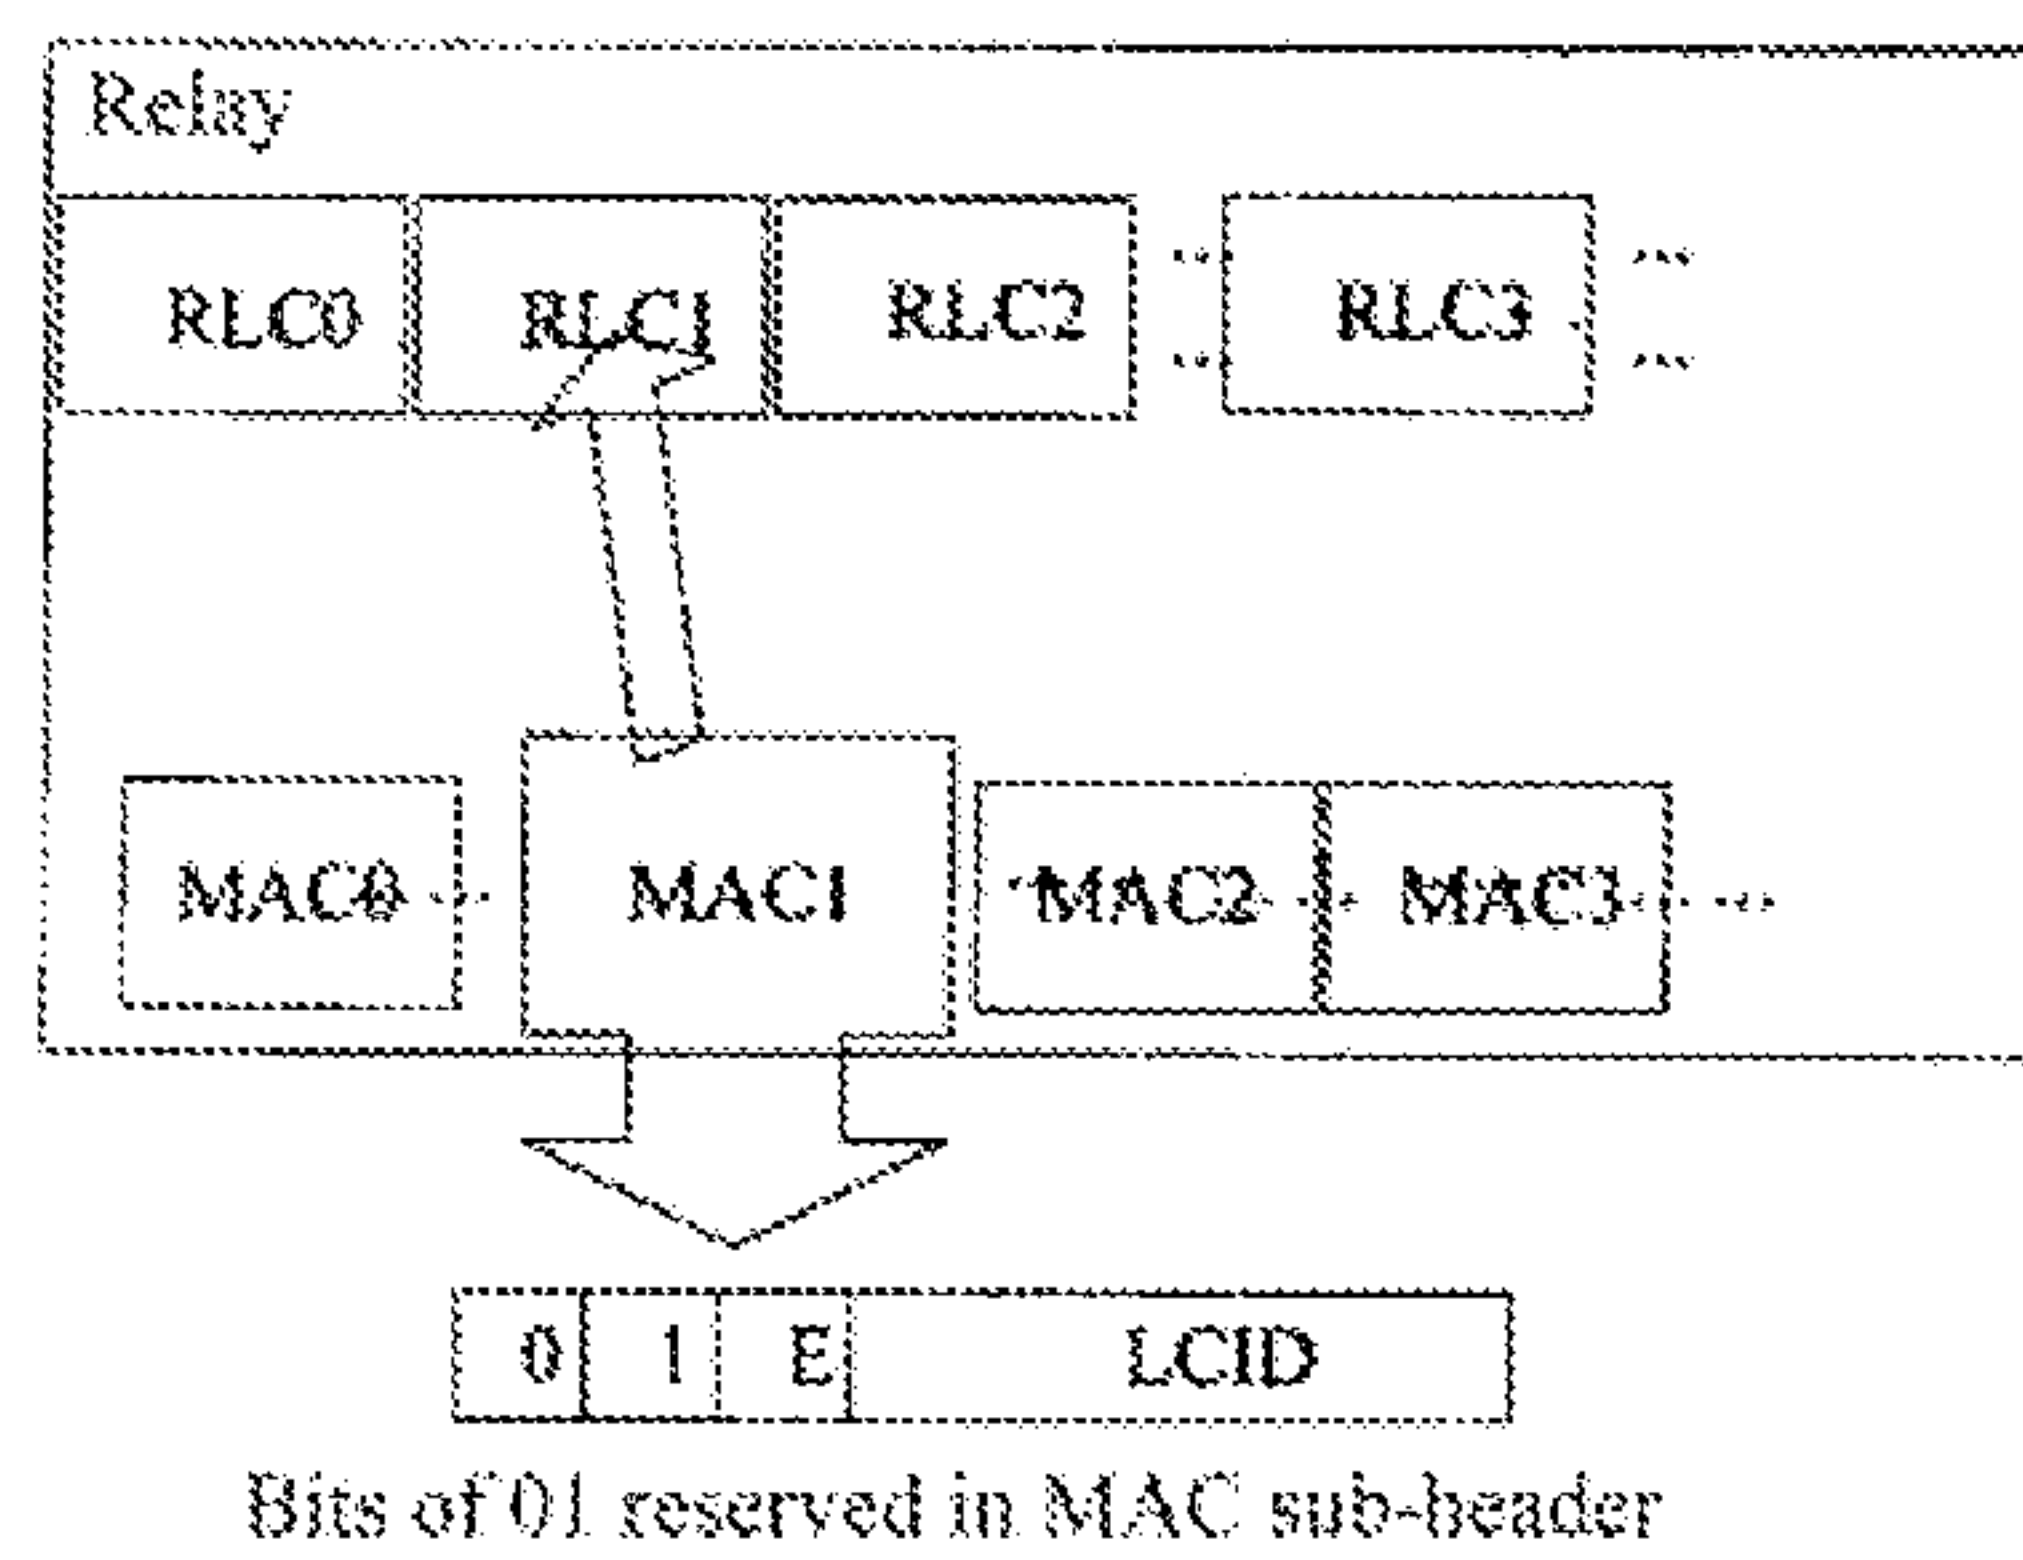 Relay
RLC0 RLC1 RLC2 ... RLC3 ...
... ...
MAC0 ... MAC1 MAC2 ... MAC3 ...
0 1 E LCID
Bits of 01 reserved in MAC sub-header